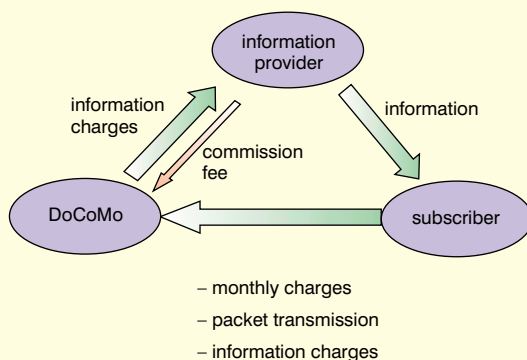 information
provider
information
charges
information
commission
fee
DoCoMo
subscriber
– monthly charges
– packet transmission
– information charges